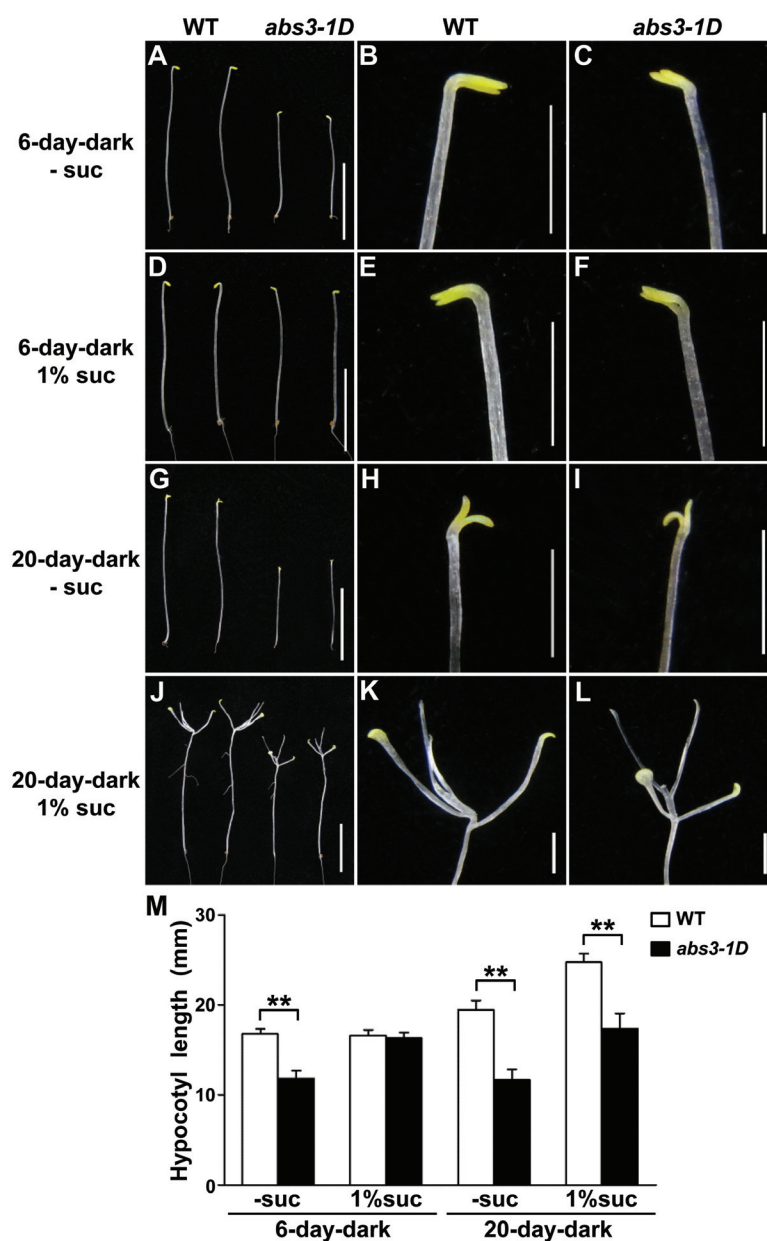 WT abs3-1D WT abs3-1D
A B C
6-day-dark
- suc
D E F
6-day-dark
1% suc
G H I
20-day-dark
- suc
J K L
20-day-dark
1% suc
M
Hypocotyl length (mm)
30
20
10
0
** ** **
WT
abs3-1D
-suc 1%suc -suc 1%suc
6-day-dark 20-day-dark